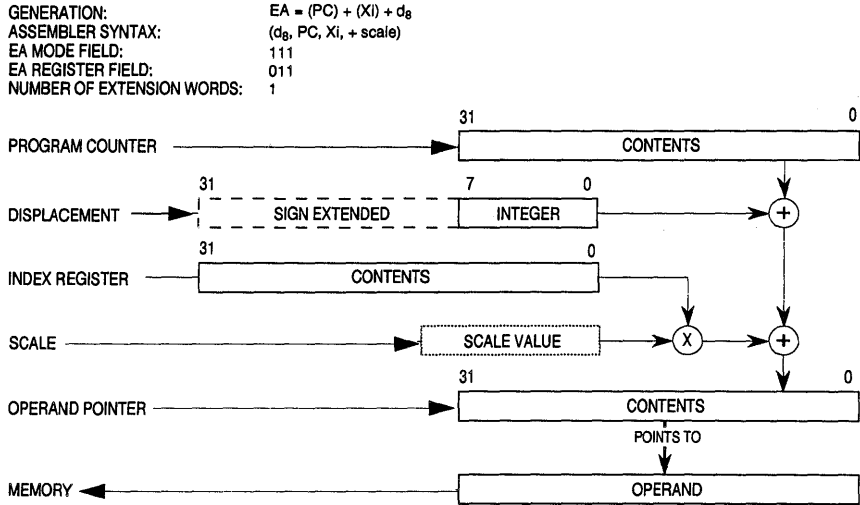 GENERATION: EA = (PC) + (Xi) + d₈
ASSEMBLER SYNTAX: (d₈, PC, Xi, + scale)
EA MODE FIELD: 111
EA REGISTER FIELD: 011
NUMBER OF EXTENSION WORDS: 1
31 0
PROGRAM COUNTER CONTENTS
31 7 0
DISPLACEMENT SIGN EXTENDED INTEGER +
31 0
INDEX REGISTER CONTENTS
SCALE SCALE VALUE X +
31 0
OPERAND POINTER CONTENTS
POINTS TO
MEMORY OPERAND